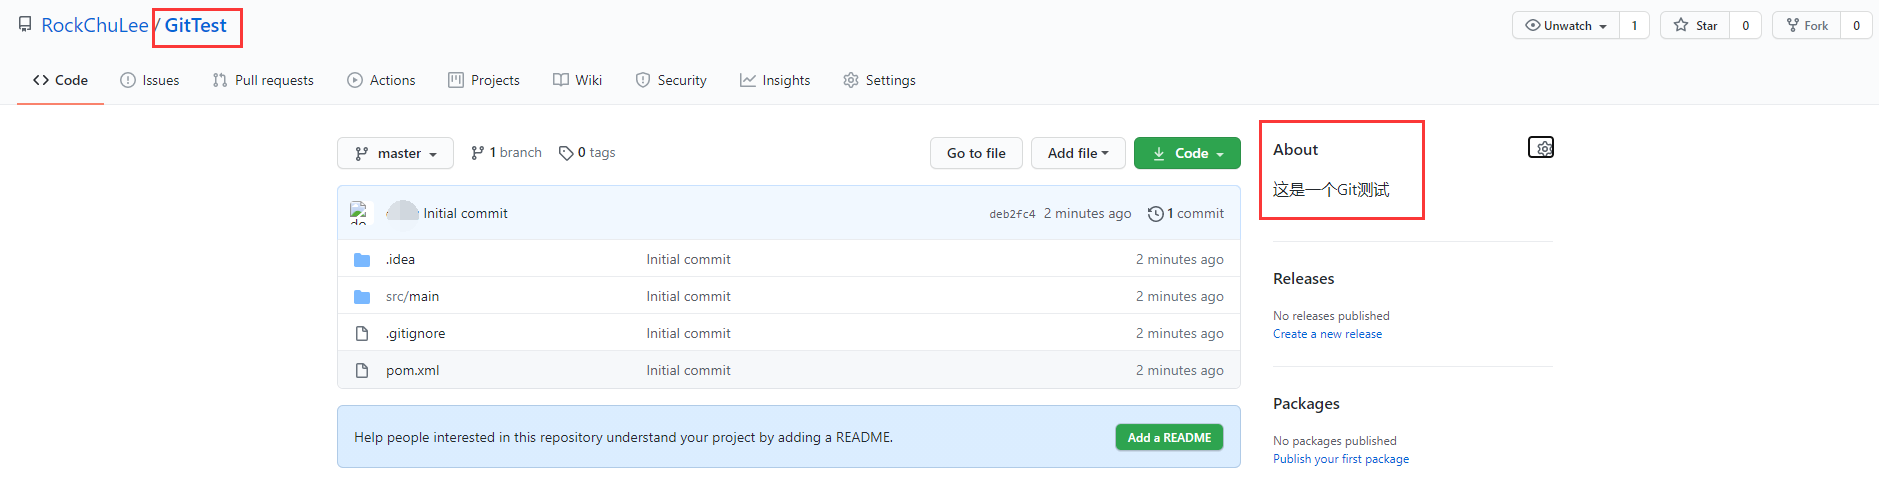 RockChuLee / GitTest
Unwatch 1 Star 0 Fork 0
Code Issues Pull requests Actions Projects Wiki Security Insights Settings
master 1 branch 0 tags Go to file Add file Code
Initial commit deb2fc4 2 minutes ago 1 commit
.idea Initial commit 2 minutes ago
src/main Initial commit 2 minutes ago
.gitignore Initial commit 2 minutes ago
pom.xml Initial commit 2 minutes ago
Help people interested in this repository understand your project by adding a README. Add a README
About
这是一个Git测试
Releases
No releases published
Create a new release
Packages
No packages published
Publish your first package